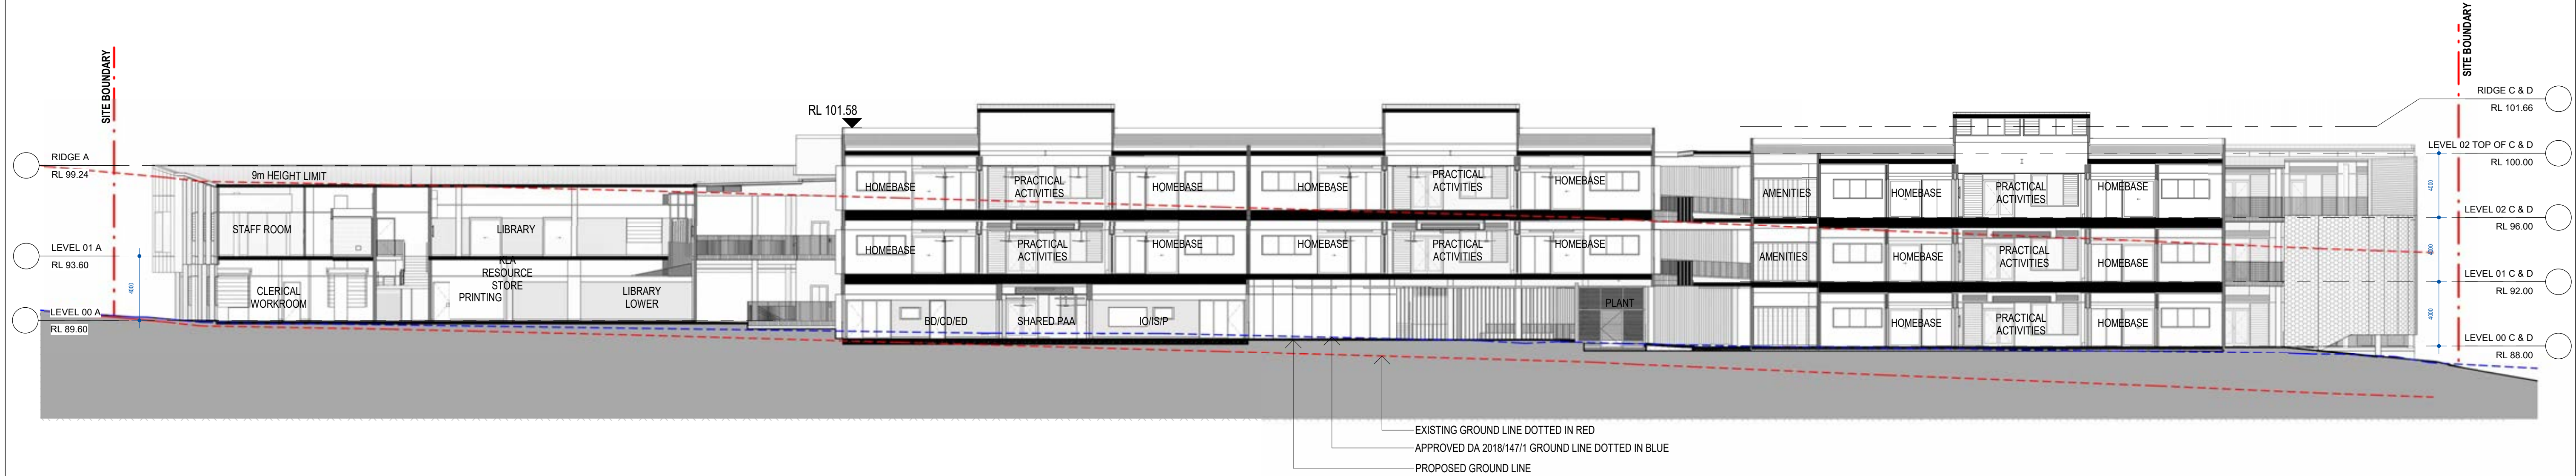 SITE BOUNDARY
SITE BOUNDARY
RL 101.58
RIDGE C & D
RL 101.66
RIDGE A
RL 99.24
9m HEIGHT LIMIT
LEVEL 02 TOP OF C & D
RL 100.00
HOMEBASE
PRACTICAL
ACTIVITIES
HOMEBASE
HOMEBASE
PRACTICAL
ACTIVITIES
HOMEBASE
AMENITIES
HOMEBASE
PRACTICAL
ACTIVITIES
HOMEBASE
4000
LEVEL 02 C & D
RL 96.00
STAFF ROOM
LIBRARY
LEVEL 01 A
RL 93.60
HOMEBASE
PRACTICAL
ACTIVITIES
HOMEBASE
HOMEBASE
PRACTICAL
ACTIVITIES
HOMEBASE
AMENITIES
HOMEBASE
PRACTICAL
ACTIVITIES
HOMEBASE
4000
LEVEL 01 C & D
RL 92.00
4000
CLERICAL
WORKROOM
RESOURCE
STORE
PRINTING
LIBRARY
LOWER
PLANT
LEVEL 00 A
RL 89.60
BD/CD/ED
SHARED PAA
IO/IS/P
HOMEBASE
PRACTICAL
ACTIVITIES
HOMEBASE
4000
LEVEL 00 C & D
RL 88.00
EXISTING GROUND LINE DOTTED IN RED
APPROVED DA 2018/147/1 GROUND LINE DOTTED IN BLUE
PROPOSED GROUND LINE